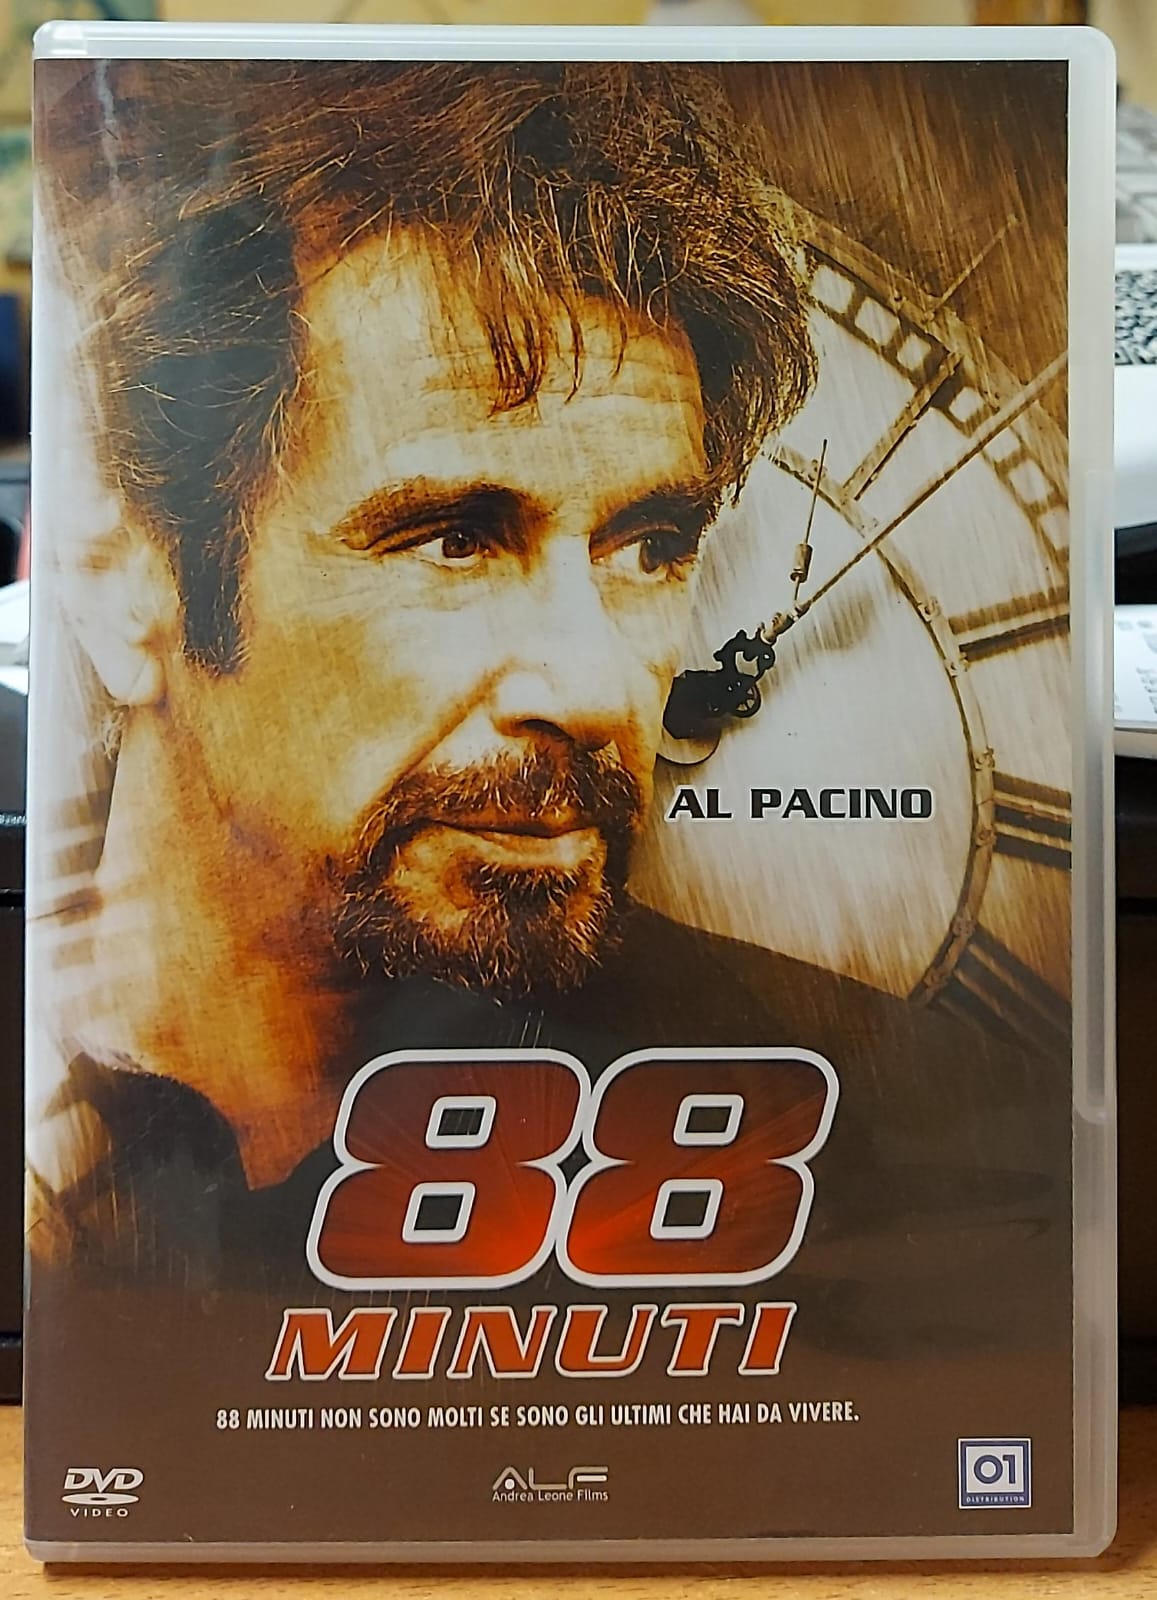 AL PACINO
88
MINUTI
88 MINUTI NON SONO MOLTI SE SONO GLI ULTIMI CHE HAI DA VIVERE.
DVD
VIDEO
ALF
Andrea Leone Films
01
DISTRIBUTION